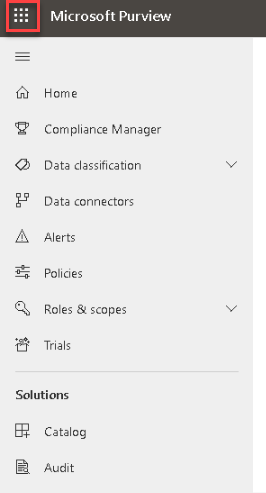 Microsoft Purview
Home
Compliance Manager
Data classification
Data connectors
Alerts
Policies
Roles & scopes
Trials
Solutions
Catalog
Audit